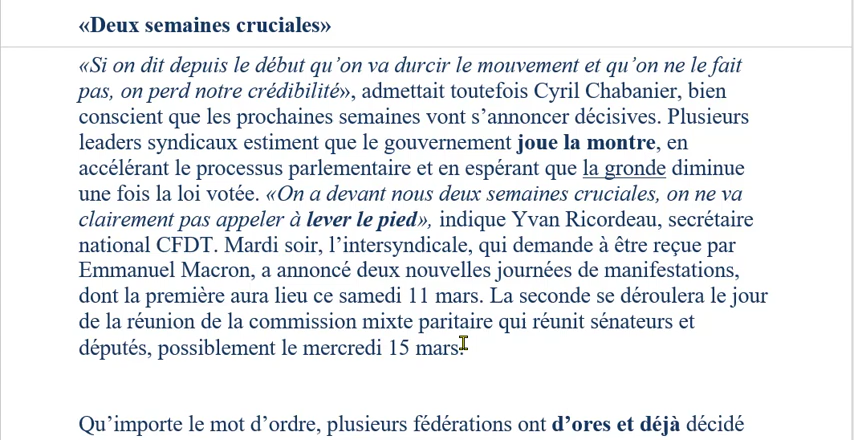 «Deux semaines cruciales»
«Si on dit depuis le début qu’on va durcir le mouvement et qu’on ne le fait
pas, on perd notre crédibilité», admettait toutefois Cyril Chabanier, bien
conscient que les prochaines semaines vont s’annoncer décisives. Plusieurs
leaders syndicaux estiment que le gouvernement joue la montre, en
accélérant le processus parlementaire et en espérant que la gronde diminue
une fois la loi votée. «On a devant nous deux semaines cruciales, on ne va
clairement pas appeler à lever le pied», indique Yvan Ricordeau, secrétaire
national CFDT. Mardi soir, l’intersyndicale, qui demande à être reçue par
Emmanuel Macron, a annoncé deux nouvelles journées de manifestations,
dont la première aura lieu ce samedi 11 mars. La seconde se déroulera le jour
de la réunion de la commission mixte paritaire qui réunit sénateurs et
députés, possiblement le mercredi 15 mars.
Qu’importe le mot d’ordre, plusieurs fédérations ont d’ores et déjà décidé